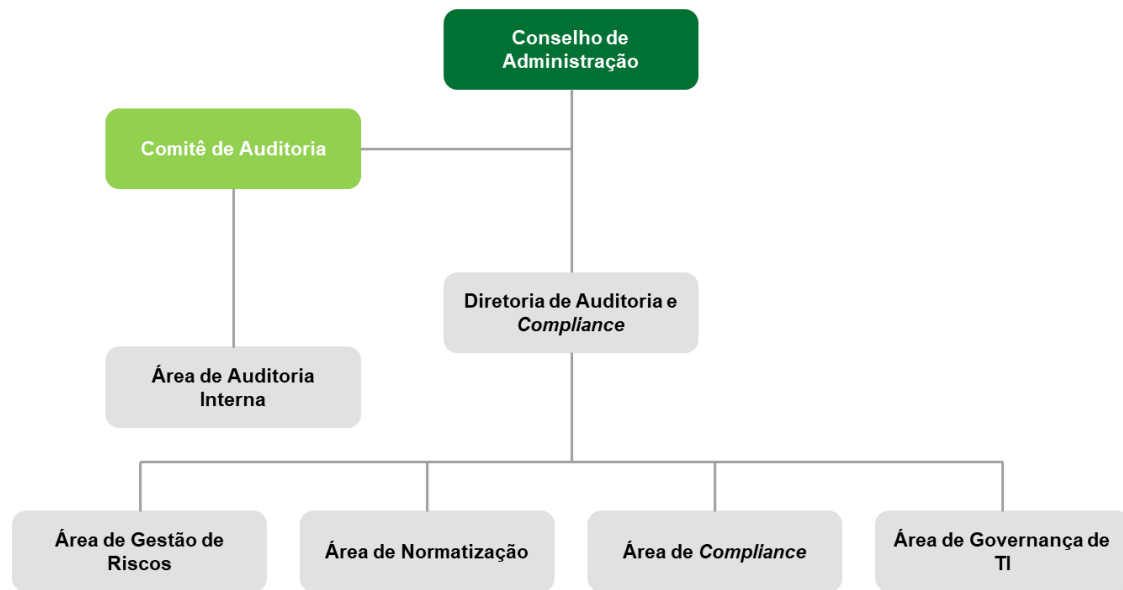 Conselho de
Administração
Comitê de Auditoria
Diretoria de Auditoria e
Compliance
Área de Auditoria
Interna
Área de Gestão de
Riscos
Área de Normatização
Área de Compliance
Área de Governança de
TI